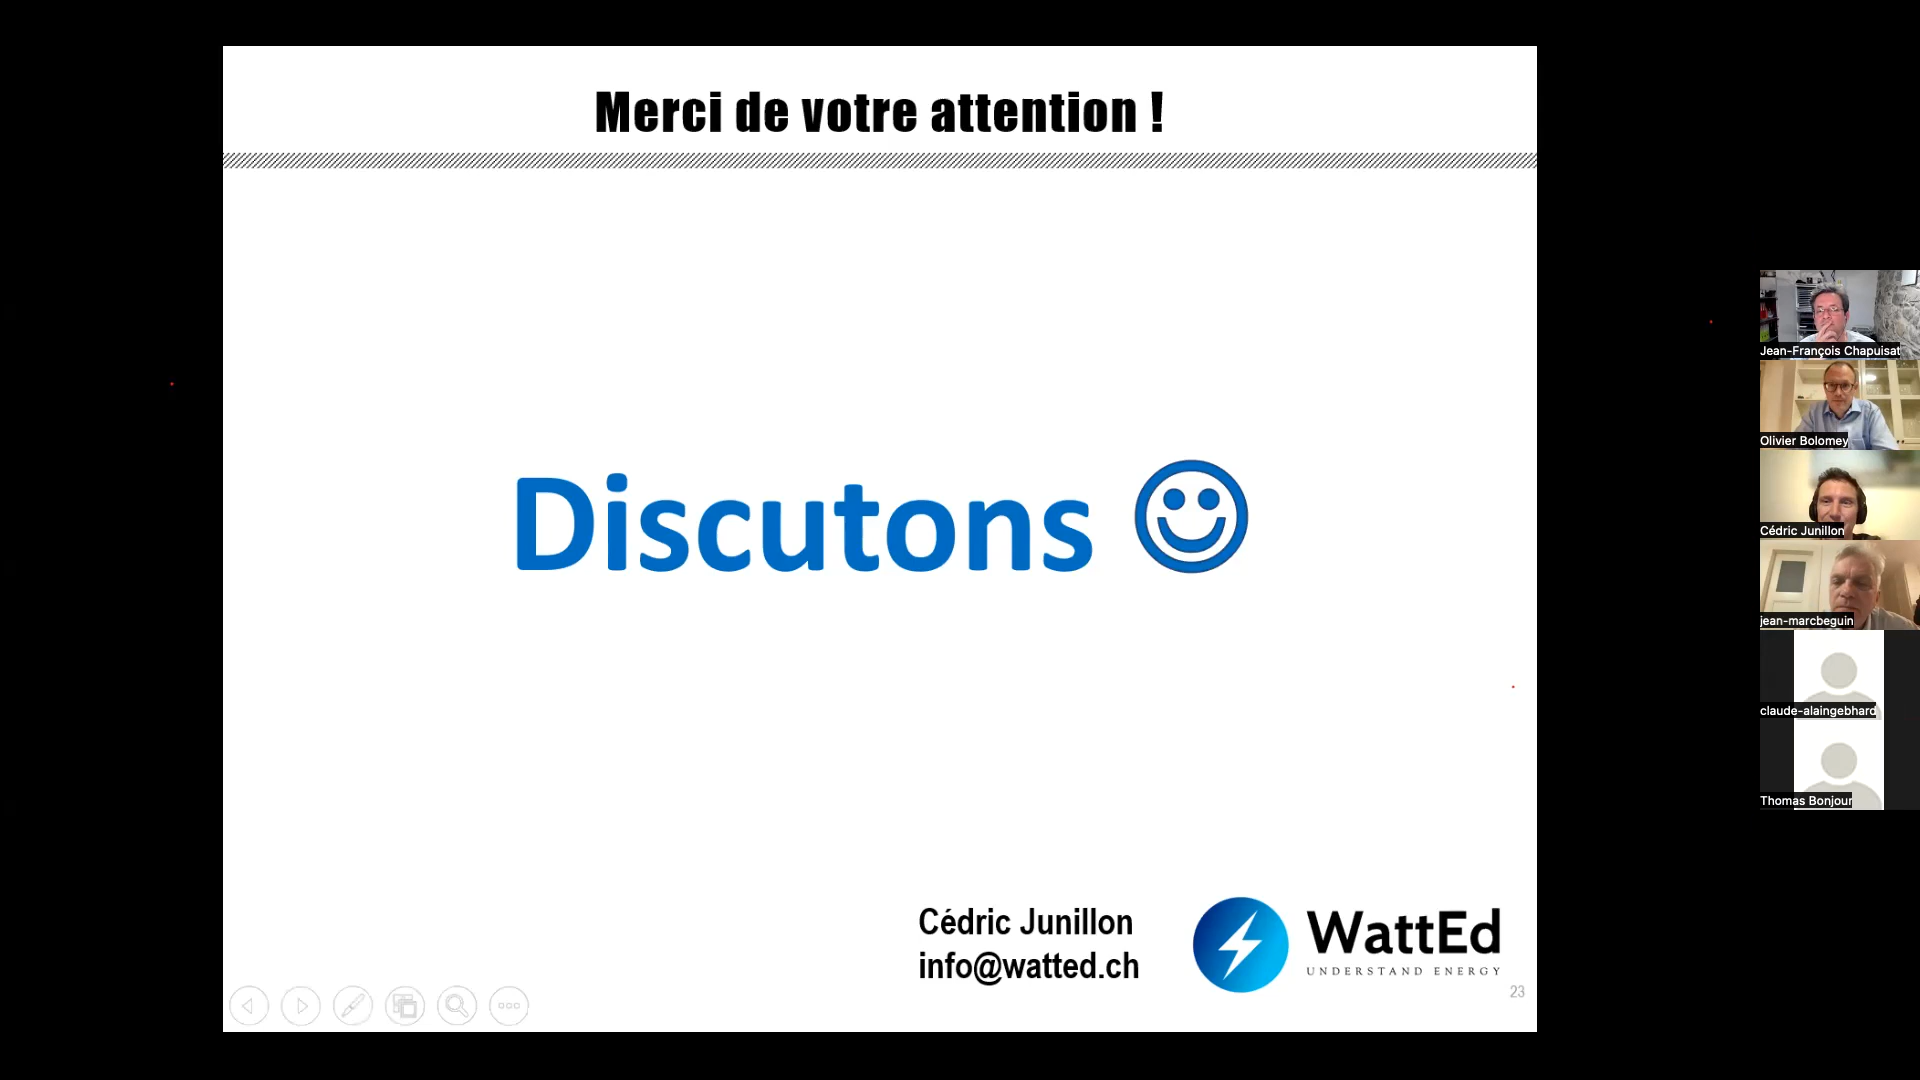 Merci de votre attention !
Discutons
Cédric Junillon
info@watted.ch
WattEd
UNDERSTAND ENERGY
23
Jean-François Chapuisat
Olivier Bolomey
Cédric Junillon
jean-marcbeguin
claude-alaingebhard
Thomas Bonjour